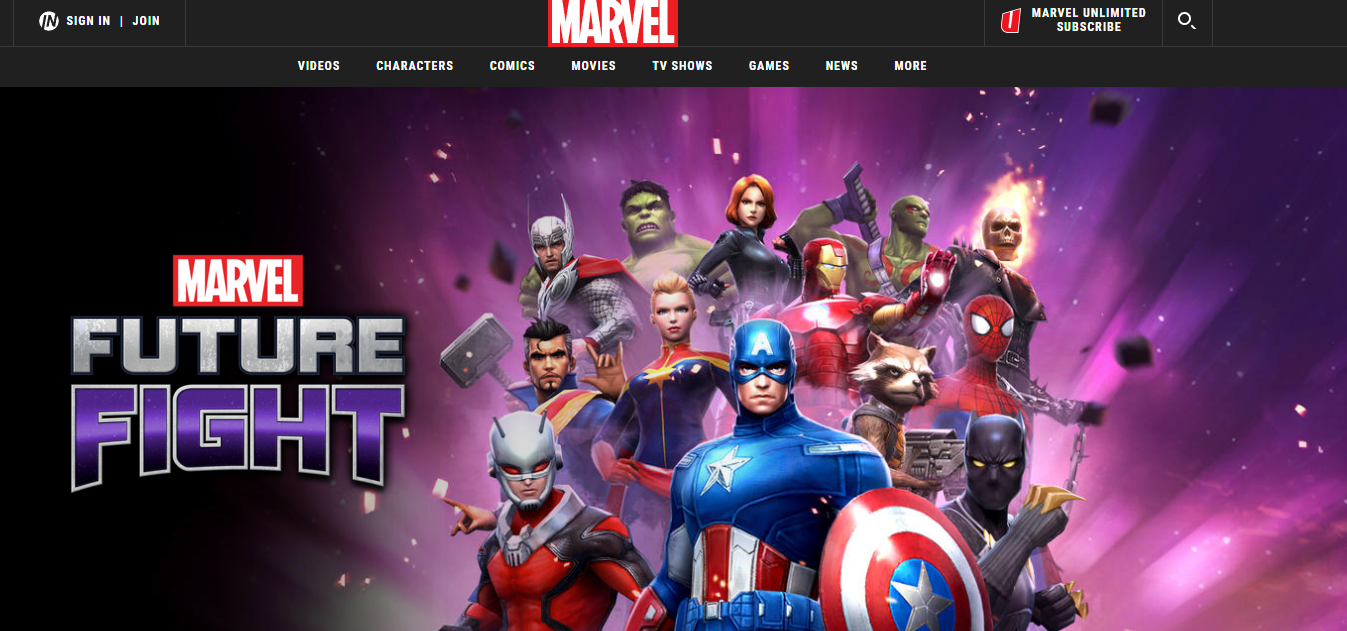 SIGN IN | JOIN
MARVEL
MARVEL UNLIMITED
SUBSCRIBE
VIDEOS CHARACTERS COMICS MOVIES TV SHOWS GAMES NEWS MORE
MARVEL
FUTURE
FIGHT
A